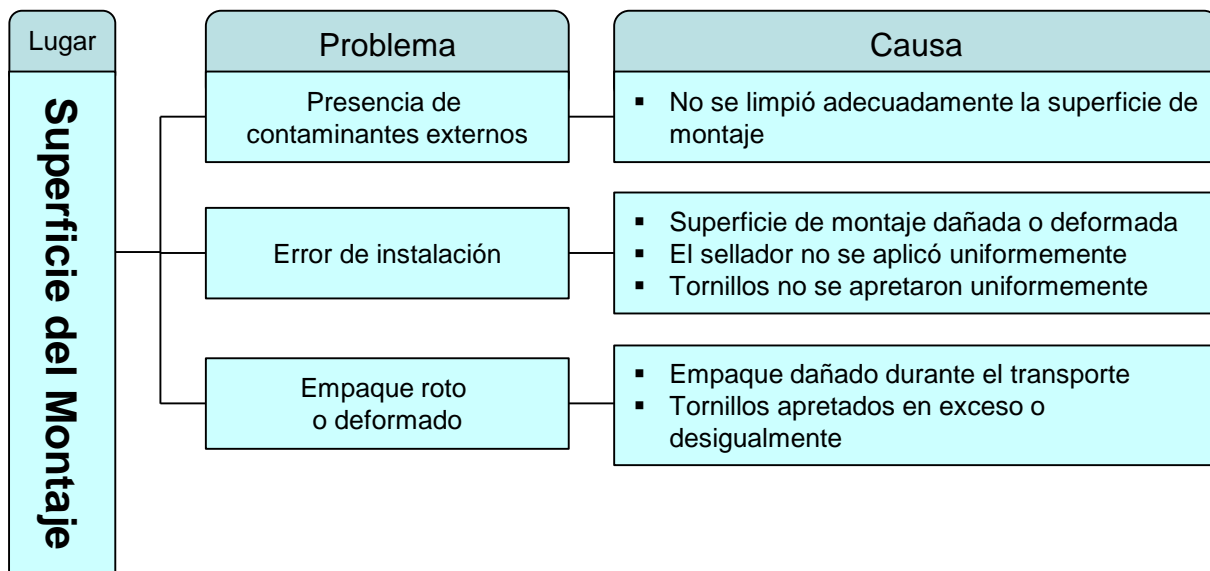 Lugar
Problema
Causa
Superficie del Montaje
Presencia de
contaminantes externos
▪ No se limpió adecuadamente la superficie de
montaje
Error de instalación
▪ Superficie de montaje dañada o deformada
▪ El sellador no se aplicó uniformemente
▪ Tornillos no se apretaron uniformemente
Empaque roto
o deformado
▪ Empaque dañado durante el transporte
▪ Tornillos apretados en exceso o
desigualmente